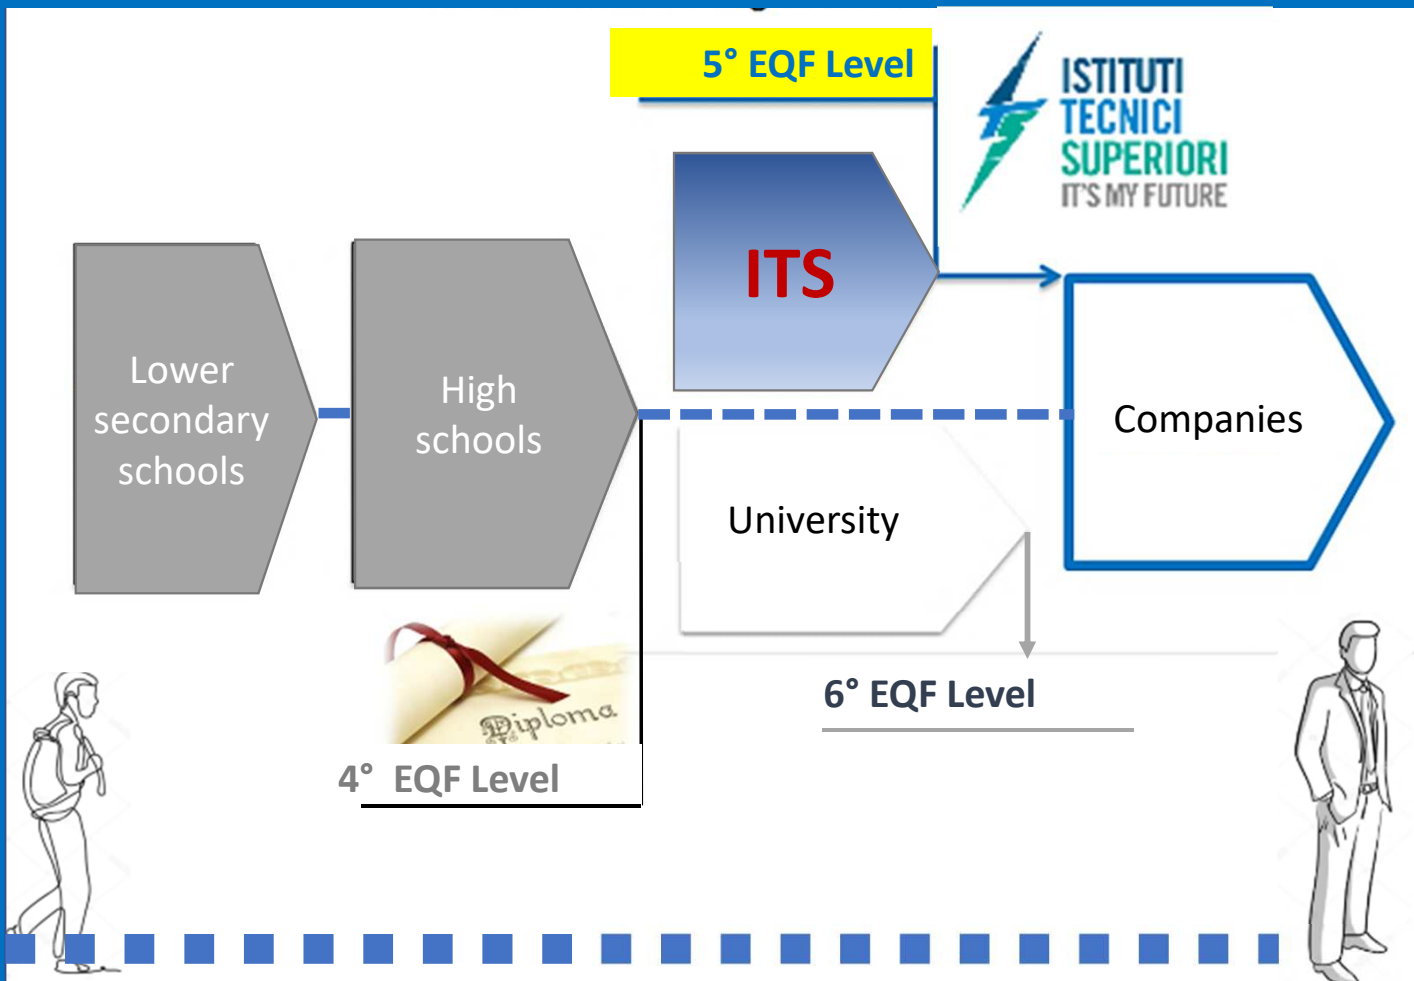 5° EQF Level
ISTITUTI
TECNICI
SUPERIORI
IT'S MY FUTURE
ITS
Lower
secondary
schools
High
schools
Companies
University
Diploma
6° EQF Level
4° EQF Level